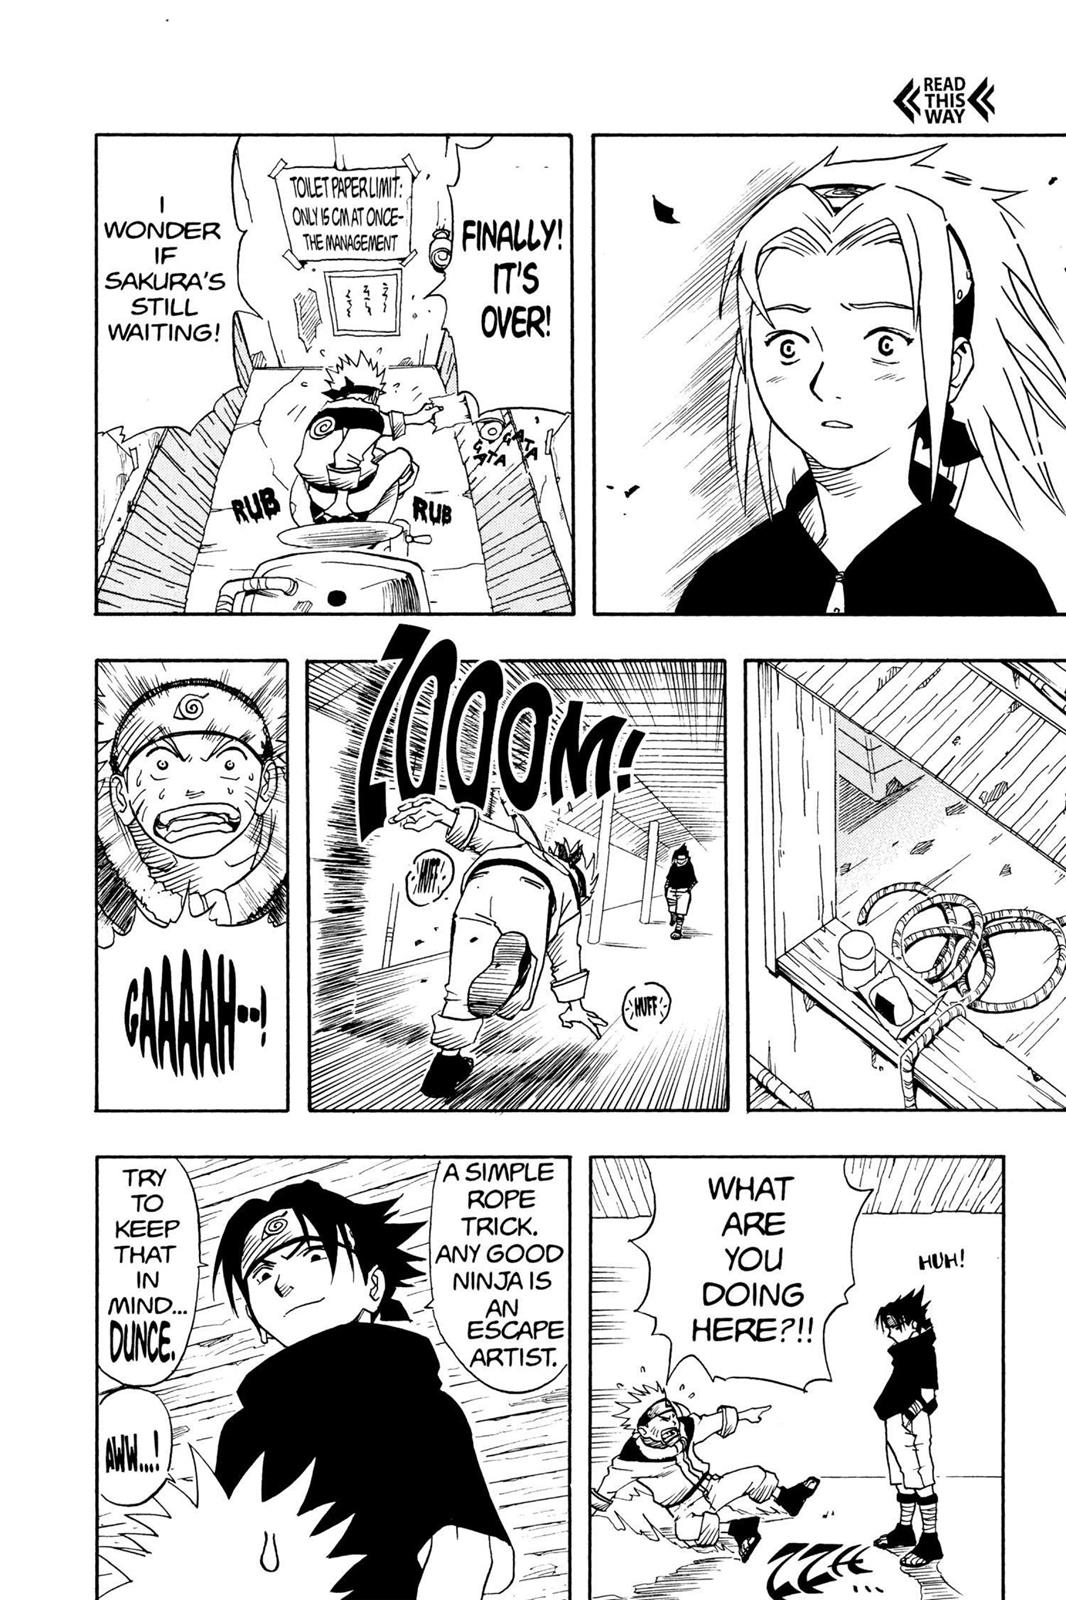 READ
THIS
WAY
FINALLY!
IT'S
OVER!
TOILET PAPER LIMIT:
ONLY 15 CM AT ONCE-
THE MANAGEMENT
I
WONDER
IF
SAKURA'S
STILL
WAITING!
GATA
GATA
RUB
RUB
ZOOOM!
HUFF
HUFF
GAAAAH--!
WHAT
ARE
YOU
DOING
HERE?!!
HUH!
A SIMPLE
ROPE
TRICK.
ANY GOOD
NINJA IS
AN
ESCAPE
ARTIST.
TRY
TO
KEEP
THAT
IN
MIND...
DUNCE.
AWW...!